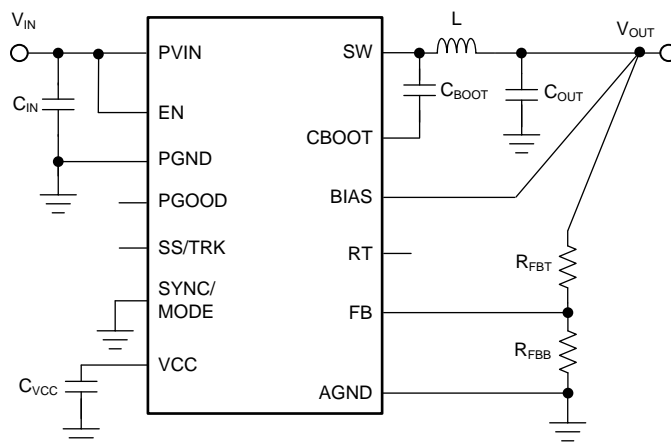 VIN
L
VOUT
PVIN
SW
CIN
CBOOT
COUT
EN
CBOOT
PGND
BIAS
PGOOD
SS/TRK
RT
RFBT
SYNC/
MODE
FB
VCC
RFBB
CVCC
AGND